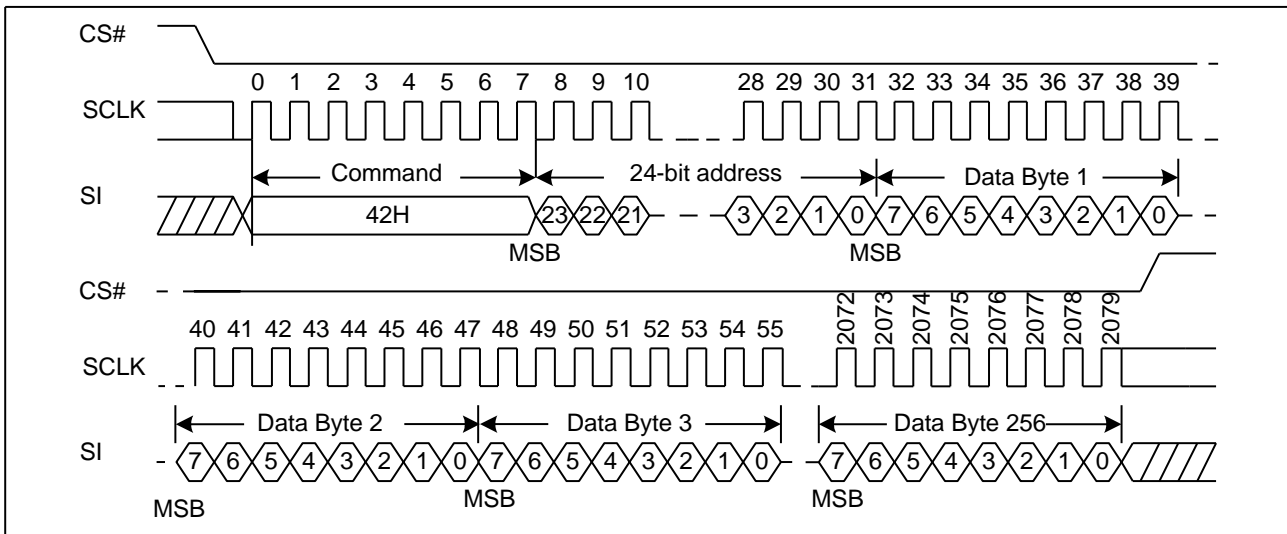 CS#
0 1 2 3 4 5 6 7 8 9 10 28 29 30 31 32 33 34 35 36 37 38 39
SCLK
Command 24-bit address Data Byte 1
SI
42H 23 22 21 3 2 1 0 7 6 5 4 3 2 1 0
MSB MSB
CS#
40 41 42 43 44 45 46 47 48 49 50 51 52 53 54 55 2072 2073 2074 2075 2076 2077 2078 2079
SCLK
Data Byte 2 Data Byte 3 Data Byte 256
SI
7 6 5 4 3 2 1 0 7 6 5 4 3 2 1 0 7 6 5 4 3 2 1 0
MSB MSB MSB